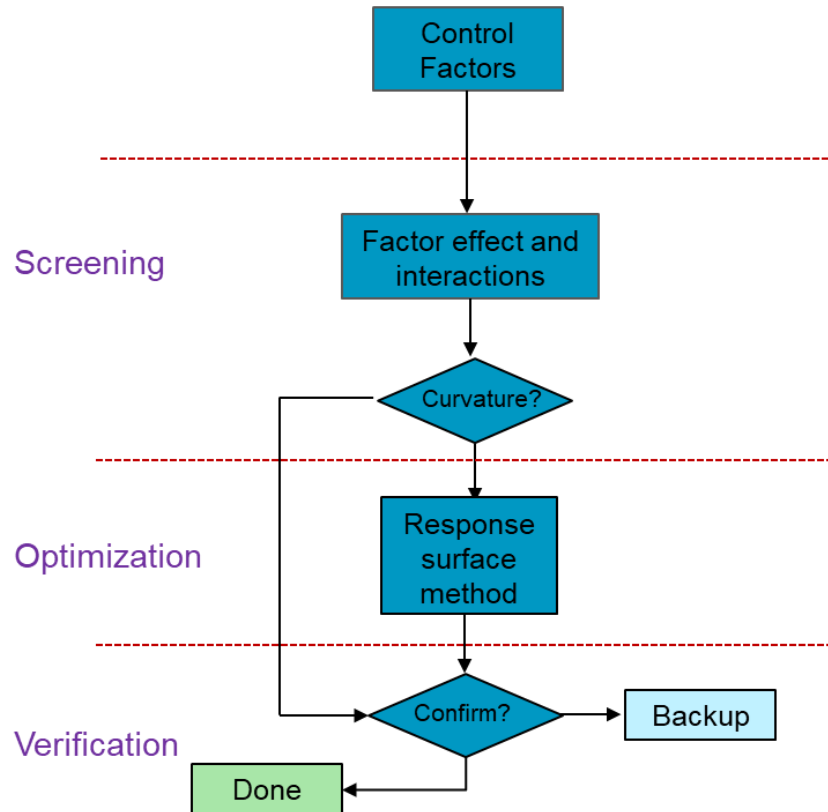 Control
Factors
Screening
Factor effect and
interactions
Curvature?
Optimization
Response
surface
method
Verification
Confirm?
Backup
Done